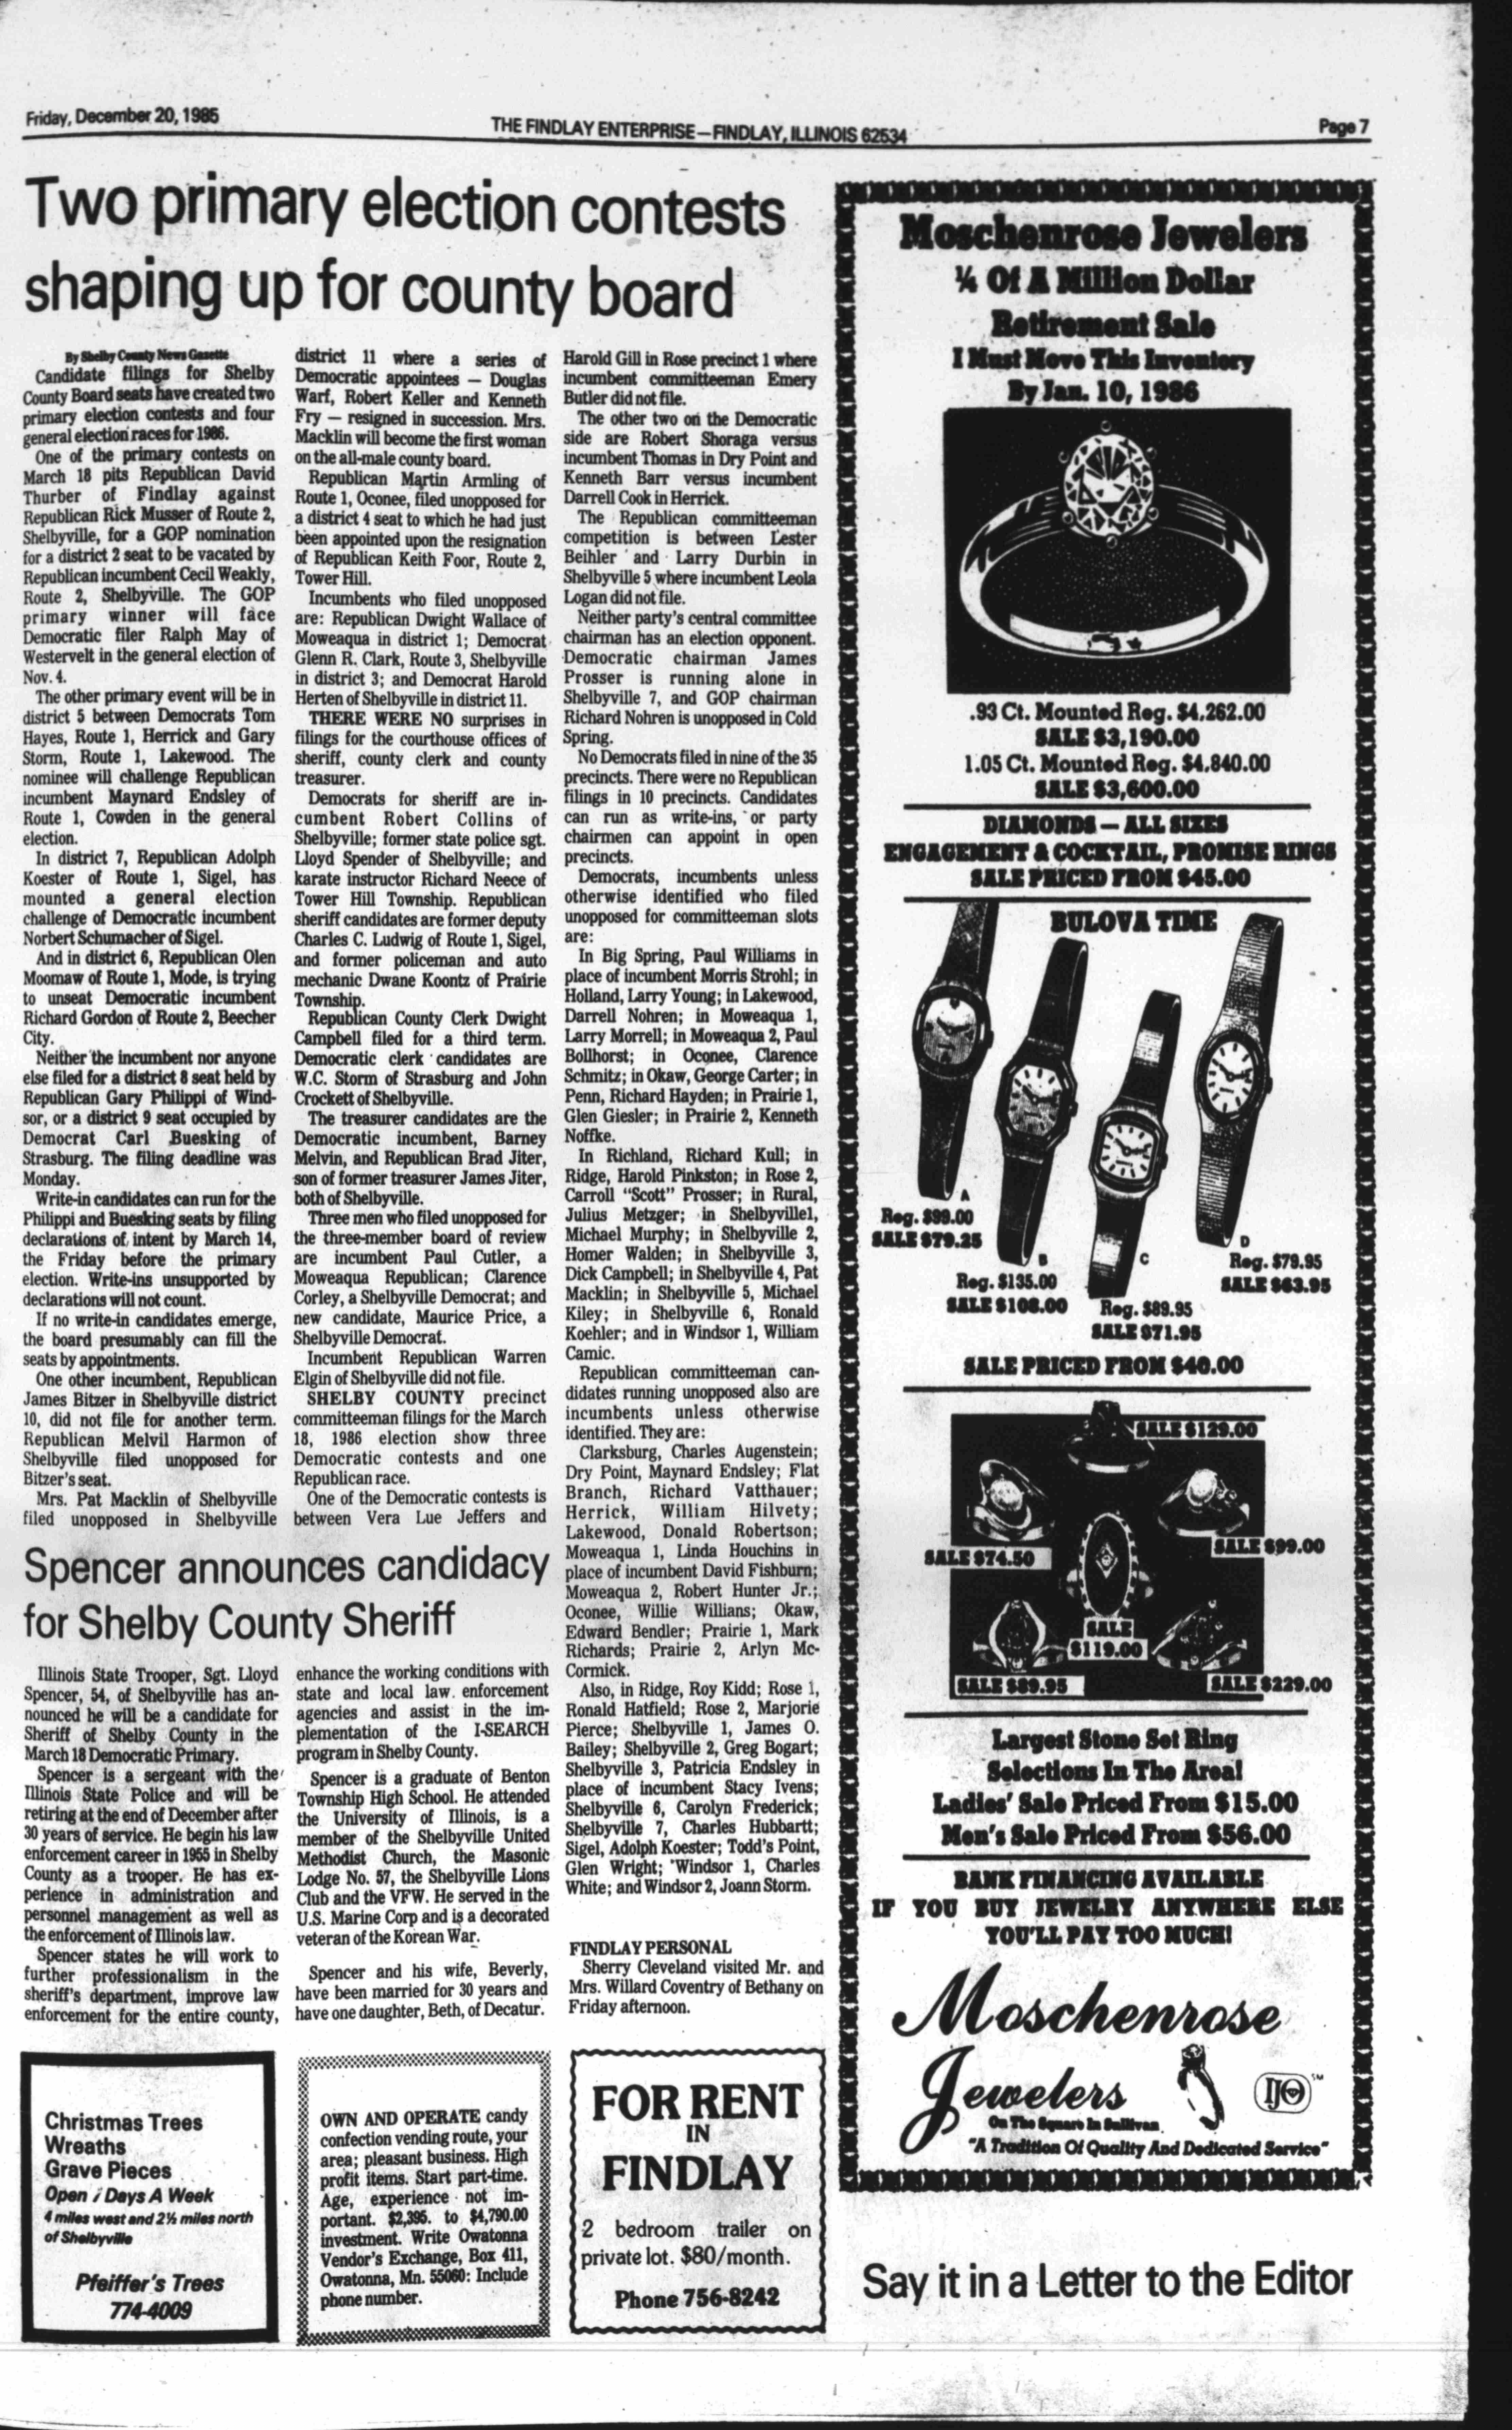 Friday, December 20, 1985
THE FINDLAY ENTERPRISE—FINDLAY, ILLINOIS 62534
Page 7
Two primary election contests
shaping up for county board
By Shelby County News Gazette
Candidate filings for Shelby
County Board seats have created two
primary election contests and four
general election races for 1986.
One of the primary contests on
March 18 pits Republican David
Thurber of Findlay against
Republican Rick Musser of Route 2,
Shelbyville, for a GOP nomination
for a district 2 seat to be vacated by
Republican incumbent Cecil Weakly,
Route 2, Shelbyville. The GOP
primary winner will face
Democratic filer Ralph May of
Westervelt in the general election of
Nov. 4.
The other primary event will be in
district 5 between Democrats Tom
Hayes, Route 1, Herrick and Gary
Storm, Route 1, Lakewood. The
nominee will challenge Republican
incumbent Maynard Endsley of
Route 1, Cowden in the general
election.
In district 7, Republican Adolph
Koester of Route 1, Sigel, has
mounted a general election
challenge of Democratic incumbent
Norbert Schumacher of Sigel.
And in district 6, Republican Olen
Moomaw of Route 1, Mode, is trying
to unseat Democratic incumbent
Richard Gordon of Route 2, Beecher
City.
Neither the incumbent nor anyone
else filed for a district 8 seat held by
Republican Gary Philippi of Wind-
sor, or a district 9 seat occupied by
Democrat Carl Buesking of
Strasburg. The filing deadline was
Monday.
Write-in candidates can run for the
Philippi and Buesking seats by filing
declarations of intent by March 14,
the Friday before the primary
election. Write-ins unsupported by
declarations will not count.
If no write-in candidates emerge,
the board presumably can fill the
seats by appointments.
One other incumbent, Republican
James Bitzer in Shelbyville district
10, did not file for another term.
Republican Melvil Harmon of
Shelbyville filed unopposed for
Bitzer's seat.
Mrs. Pat Macklin of Shelbyville
filed unopposed in Shelbyville
district 11 where a series of
Democratic appointees — Douglas
Warf, Robert Keller and Kenneth
Fry — resigned in succession. Mrs.
Macklin will become the first woman
on the all-male county board.
Republican Martin Armling of
Route 1, Oconee, filed unopposed for
a district 4 seat to which he had just
been appointed upon the resignation
of Republican Keith Foor, Route 2,
Tower Hill.
Incumbents who filed unopposed
are: Republican Dwight Wallace of
Moweaqua in district 1; Democrat
Glenn R. Clark, Route 3, Shelbyville
in district 3; and Democrat Harold
Herten of Shelbyville in district 11.
THERE WERE NO surprises in
filings for the courthouse offices of
sheriff, county clerk and county
treasurer.
Democrats for sheriff are in-
cumbent Robert Collins of
Shelbyville; former state police sgt.
Lloyd Spender of Shelbyville; and
karate instructor Richard Neece of
Tower Hill Township. Republican
sheriff candidates are former deputy
Charles C. Ludwig of Route 1, Sigel,
and former policeman and auto
mechanic Dwane Koontz of Prairie
Township.
Republican County Clerk Dwight
Campbell filed for a third term.
Democratic clerk candidates are
W.C. Storm of Strasburg and John
Crockett of Shelbyville.
The treasurer candidates are the
Democratic incumbent, Barney
Melvin, and Republican Brad Jiter,
son of former treasurer James Jiter,
both of Shelbyville.
Three men who filed unopposed for
the three-member board of review
are incumbent Paul Cutler, a
Moweaqua Republican; Clarence
Corley, a Shelbyville Democrat; and
new candidate, Maurice Price, a
Shelbyville Democrat.
Incumbent Republican Warren
Elgin of Shelbyville did not file.
SHELBY COUNTY precinct
committeeman filings for the March
18, 1986 election show three
Democratic contests and one
Republican race.
One of the Democratic contests is
between Vera Lue Jeffers and
Harold Gill in Rose precinct 1 where
incumbent committeeman Emery
Butler did not file.
The other two on the Democratic
side are Robert Shoraga versus
incumbent Thomas in Dry Point and
Kenneth Barr versus incumbent
Darrell Cook in Herrick.
The Republican committeeman
competition is between Lester
Beihler and Larry Durbin in
Shelbyville 5 where incumbent Leola
Logan did not file.
Neither party's central committee
chairman has an election opponent.
Democratic chairman James
Prosser is running alone in
Shelbyville 7, and GOP chairman
Richard Nohren is unopposed in Cold
Spring.
No Democrats filed in nine of the 35
precincts. There were no Republican
filings in 10 precincts. Candidates
can run as write-ins, or party
chairmen can appoint in open
precincts.
Democrats, incumbents unless
otherwise identified who filed
unopposed for committeeman slots
are:
In Big Spring, Paul Williams in
place of incumbent Morris Strohl; in
Holland, Larry Young; in Lakewood,
Darrell Nohren; in Moweaqua 1,
Larry Morrell; in Moweaqua 2, Paul
Bollhorst; in Oconee, Clarence
Schmitz; in Okaw, George Carter; in
Penn, Richard Hayden; in Prairie 1,
Glen Giesler; in Prairie 2, Kenneth
Noffke.
In Richland, Richard Kull; in
Ridge, Harold Pinkston; in Rose 2,
Carroll "Scott" Prosser; in Rural,
Julius Metzger; in Shelbyville1,
Michael Murphy; in Shelbyville 2,
Homer Walden; in Shelbyville 3,
Dick Campbell; in Shelbyville 4, Pat
Macklin; in Shelbyville 5, Michael
Kiley; in Shelbyville 6, Ronald
Koehler; and in Windsor 1, William
Camic.
Republican committeeman can-
didates running unopposed also are
incumbents unless otherwise
identified. They are:
Clarksburg, Charles Augenstein;
Dry Point, Maynard Endsley; Flat
Branch, Richard Vatthauer;
Herrick, William Hilvety;
Lakewood, Donald Robertson;
Moweaqua 1, Linda Houchins in
place of incumbent David Fishburn;
Moweaqua 2, Robert Hunter Jr.;
Oconee, Willie Willians; Okaw,
Edward Bendler; Prairie 1, Mark
Richards; Prairie 2, Arlyn Mc-
Cormick.
Also, in Ridge, Roy Kidd; Rose 1,
Ronald Hatfield; Rose 2, Marjorie
Pierce; Shelbyville 1, James O.
Bailey; Shelbyville 2, Greg Bogart;
Shelbyville 3, Patricia Endsley in
place of incumbent Stacy Ivens;
Shelbyville 6, Carolyn Frederick;
Shelbyville 7, Charles Hubbartt;
Sigel, Adolph Koester; Todd's Point,
Glen Wright; Windsor 1, Charles
White; and Windsor 2, Joann Storm.
Spencer announces candidacy
for Shelby County Sheriff
Illinois State Trooper, Sgt. Lloyd
Spencer, 54, of Shelbyville has an-
nounced he will be a candidate for
Sheriff of Shelby County in the
March 18 Democratic Primary.
Spencer is a sergeant with the
Illinois State Police and will be
retiring at the end of December after
30 years of service. He begin his law
enforcement career in 1955 in Shelby
County as a trooper. He has ex-
perience in administration and
personnel management as well as
the enforcement of Illinois law.
Spencer states he will work to
further professionalism in the
sheriff's department, improve law
enforcement for the entire county,
enhance the working conditions with
state and local law enforcement
agencies and assist in the im-
plementation of the I-SEARCH
program in Shelby County.
Spencer is a graduate of Benton
Township High School. He attended
the University of Illinois, is a
member of the Shelbyville United
Methodist Church, the Masonic
Lodge No. 57, the Shelbyville Lions
Club and the VFW. He served in the
U.S. Marine Corp and is a decorated
veteran of the Korean War.
Spencer and his wife, Beverly,
have been married for 30 years and
have one daughter, Beth, of Decatur.
FINDLAY PERSONAL
Sherry Cleveland visited Mr. and
Mrs. Willard Coventry of Bethany on
Friday afternoon.
Christmas Trees
Wreaths
Grave Pieces
Open 7 Days A Week
4 miles west and 2½ miles north
of Shelbyville
Pfeiffer's Trees
774-4009
OWN AND OPERATE candy
confection vending route, your
area; pleasant business. High
profit items. Start part-time.
Age, experience not im-
portant. $2,395. to $4,790.00
investment. Write Owatonna
Vendor's Exchange, Box 411,
Owatonna, Mn. 55060: Include
phone number.
FOR RENT
IN
FINDLAY
2 bedroom trailer on
private lot. $80/month.
Phone 756-8242
Moschenrose Jewelers
¼ Of A Million Dollar
Retirement Sale
I Must Move This Inventory
By Jan. 10, 1986
.93 Ct. Mounted Reg. $4,262.00
SALE $3,190.00
1.05 Ct. Mounted Reg. $4,840.00
SALE $3,600.00
DIAMONDS — ALL SIZES
ENGAGEMENT & COCKTAIL, PROMISE RINGS
SALE PRICED FROM $45.00
BULOVA TIME
A
Reg. $99.00
SALE $79.25
B
Reg. $135.00
SALE $108.00
C
Reg. $89.95
SALE $71.95
D
Reg. $79.95
SALE $63.95
SALE PRICED FROM $40.00
SALE $129.00
SALE $74.50
SALE $99.00
SALE
$119.00
SALE $89.95
SALE $229.00
Largest Stone Set Ring
Selections In The Area!
Ladies' Sale Priced From $15.00
Men's Sale Priced From $56.00
BANK FINANCING AVAILABLE
IF YOU BUY JEWELRY ANYWHERE ELSE
YOU'LL PAY TOO MUCH!
Moschenrose
Jewelers
On The Square In Sullivan
"A Tradition Of Quality And Dedicated Service"
IJO SM
Say it in a Letter to the Editor